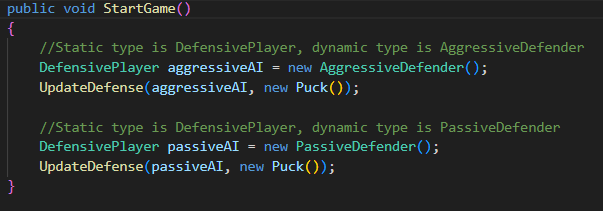 public void StartGame()
{
//Static type is DefensivePlayer, dynamic type is AggressiveDefender
DefensivePlayer aggressiveAI = new AggressiveDefender();
UpdateDefense(aggressiveAI, new Puck());
//Static type is DefensivePlayer, dynamic type is PassiveDefender
DefensivePlayer passiveAI = new PassiveDefender();
UpdateDefense(passiveAI, new Puck());
}